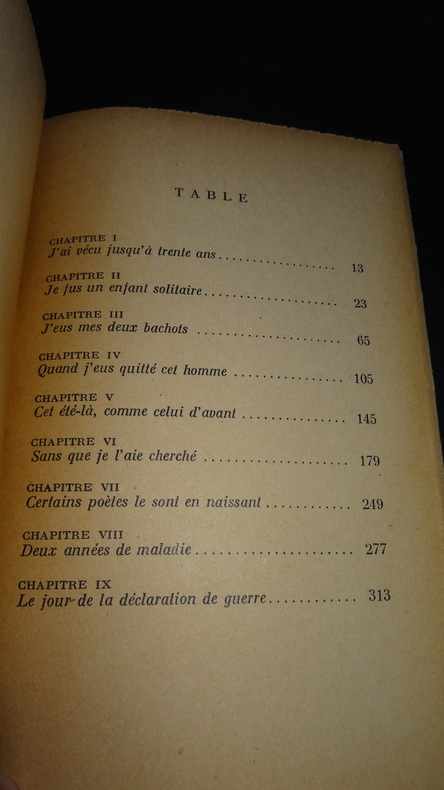 TABLE
CHAPITRE I
J'ai vécu jusqu'à trente ans.................... 13
CHAPITRE II
Je fus un enfant solitaire...................... 23
CHAPITRE III
J'eus mes deux bachots ...................... 65
CHAPITRE IV
Quand j'eus quitté cet homme ............... 105
CHAPITRE V
Cet été-là, comme celui d'avant .............. 145
CHAPITRE VI
Sans que je l'aie cherché .................... 179
CHAPITRE VII
Certains poètes le sont en naissant ............ 249
CHAPITRE VIII
Deux années de maladie..................... 277
CHAPITRE IX
Le jour de la déclaration de guerre............ 313